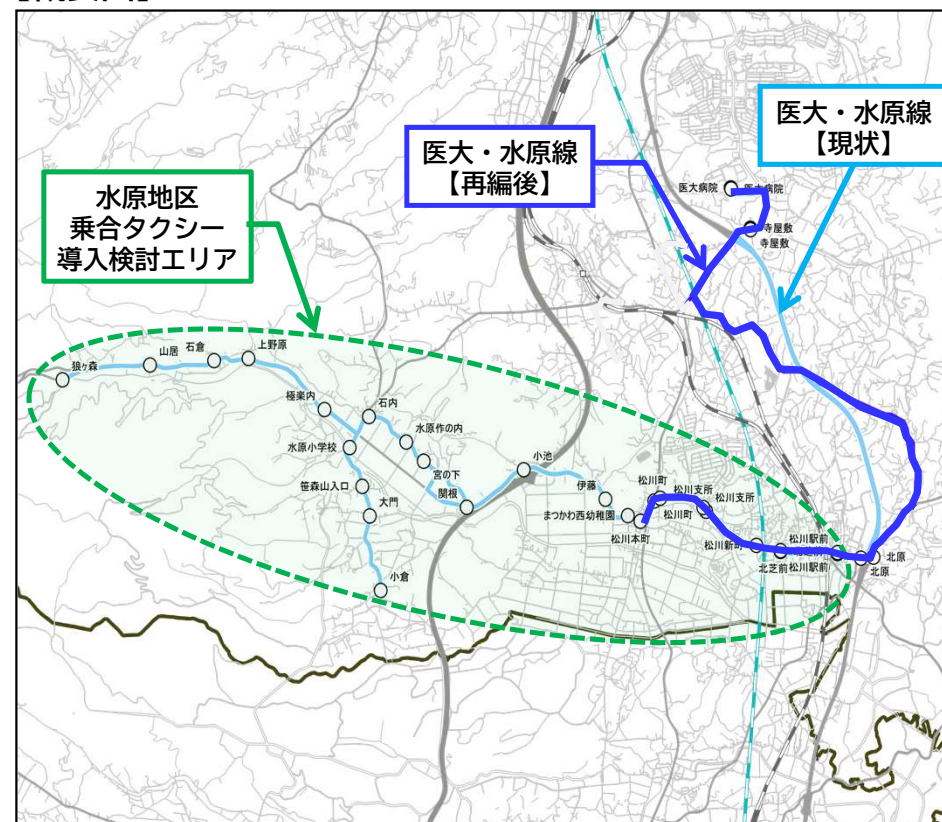 医大・水原線
【現状】
医大・水原線
【再編後】
水原地区
乗合タクシー
導入検討エリア
医大病院
医大病院
寺屋敷
寺屋敷
狼ヶ森
山居
石倉
上野原
極楽内
石内
水原小学校
水原作の内
宮の下
笹森山入口
関根
大門
小倉
小池
伊藤
まつかわ西幼稚園
松川本町
松川町
松川町
松川支所
松川支所
松川新町
北芝前
松川駅前
松川駅前
北原
北原